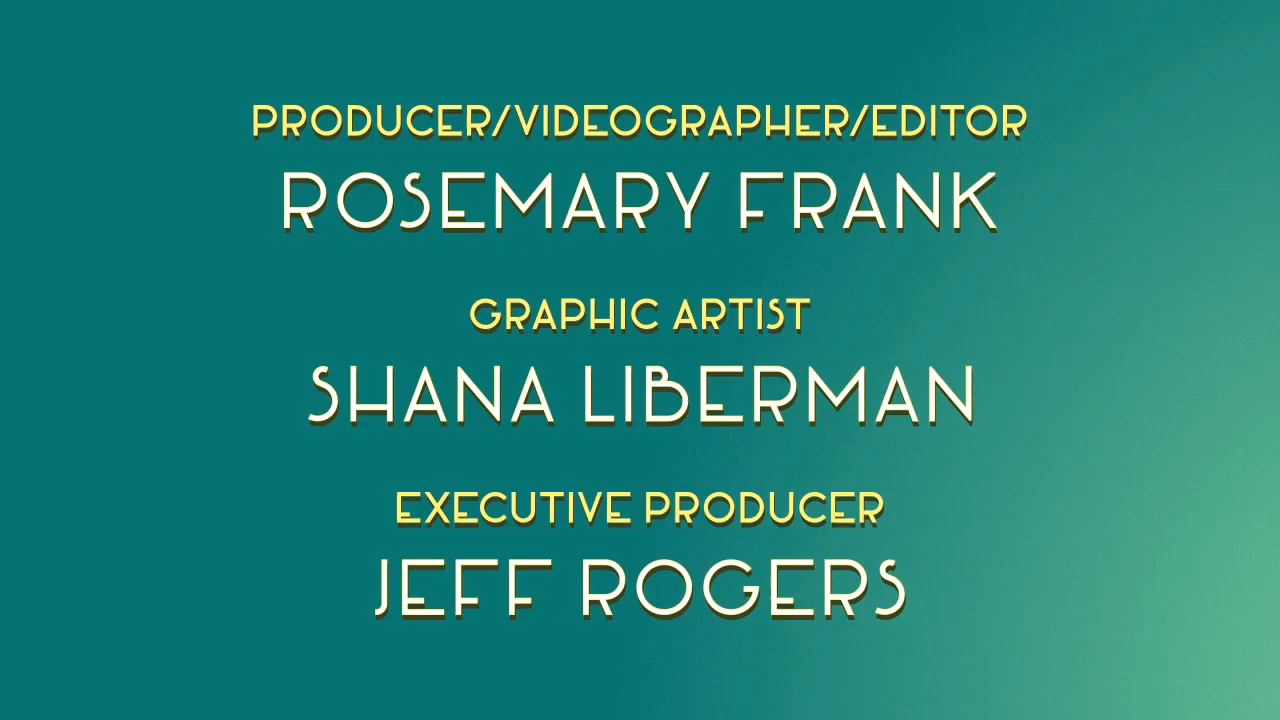 PRODUCER/VIDEOGRAPHER/EDITOR
ROSEMARY FRANK
GRAPHIC ARTIST
SHANA LIBERMAN
EXECUTIVE PRODUCER
JEFF ROGERS